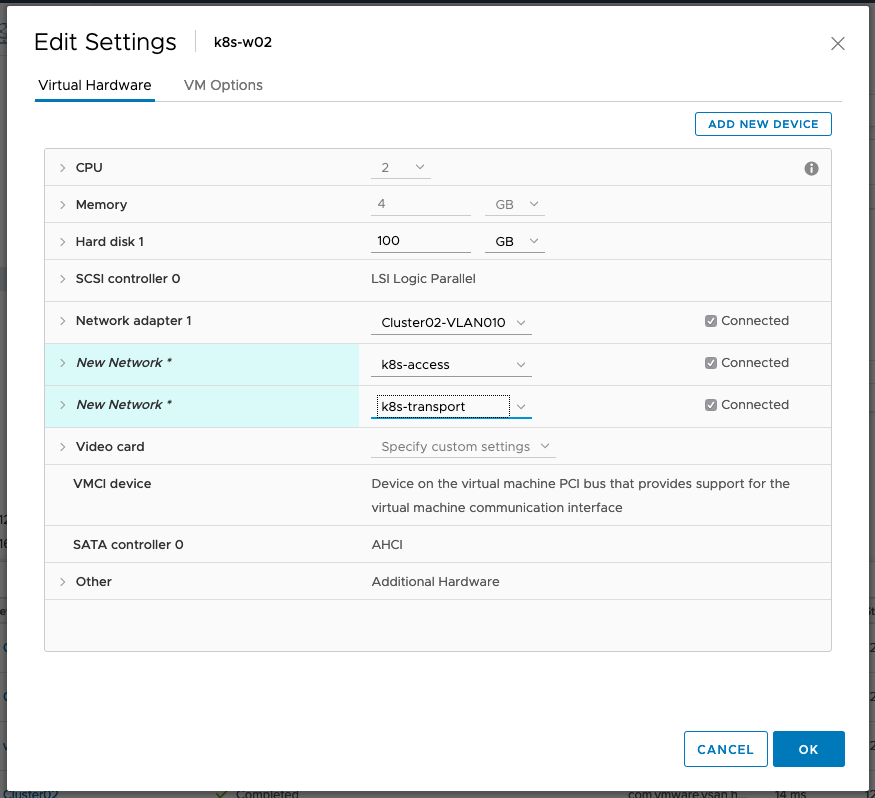 Edit Settings k8s-w02
Virtual Hardware VM Options
ADD NEW DEVICE
CPU 2
Memory 4 GB
Hard disk 1 100 GB
SCSI controller 0 LSI Logic Parallel
Network adapter 1 Cluster02-VLAN010 Connected
New Network * k8s-access Connected
New Network * k8s-transport Connected
Video card Specify custom settings
VMCI device Device on the virtual machine PCI bus that provides support for the
virtual machine communication interface
SATA controller 0 AHCI
Other Additional Hardware
CANCEL OK
Cluster02 Completed 14 ms